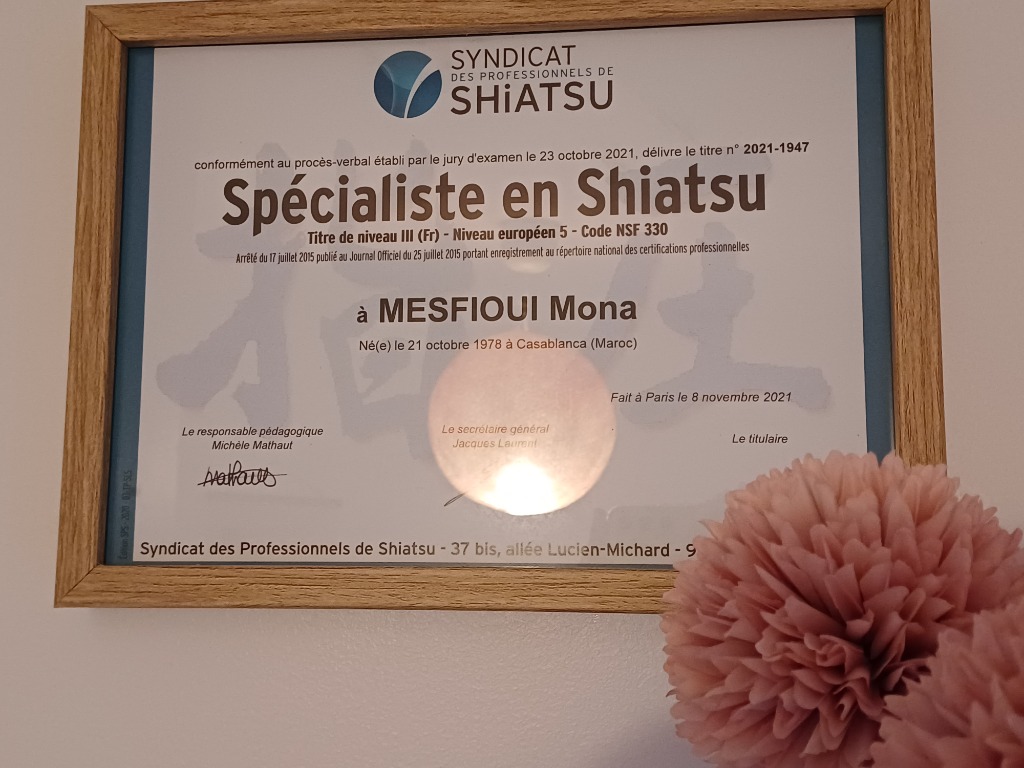 SYNDICAT
DES PROFESSIONNELS DE
SHiATSU
conformément au procès-verbal établi par le jury d'examen le 23 octobre 2021, délivre le titre n° 2021-1947
Spécialiste en Shiatsu
Titre de niveau III (Fr) - Niveau européen 5 - Code NSF 330
Arrêté du 17 juillet 2015 publié au Journal Officiel du 25 juillet 2015 portant enregistrement au répertoire national des certifications professionnelles
à MESFIOUI Mona
Né(e) le 21 octobre 1978 à Casablanca (Maroc)
Fait à Paris le 8 novembre 2021
Le responsable pédagogique
Michèle Mathaut
Le secrétaire général
Jacques Laurent
Le titulaire
Syndicat des Professionnels de Shiatsu - 37 bis, allée Lucien-Michard - 9